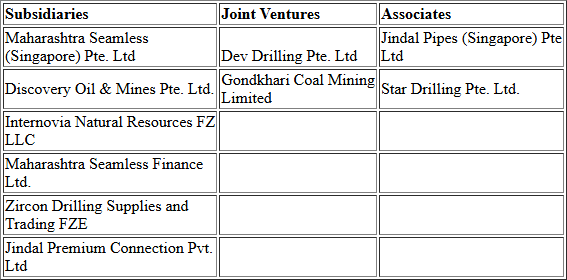 Subsidiaries Joint Ventures Associates
Maharashtra Seamless
(Singapore) Pte. Ltd Dev Drilling Pte. Ltd Jindal Pipes (Singapore) Pte
Ltd
Discovery Oil & Mines Pte. Ltd. Gondkhari Coal Mining
Limited Star Drilling Pte. Ltd.
Internovia Natural Resources FZ
LLC
Maharashtra Seamless Finance
Ltd.
Zircon Drilling Supplies and
Trading FZE
Jindal Premium Connection Pvt.
Ltd